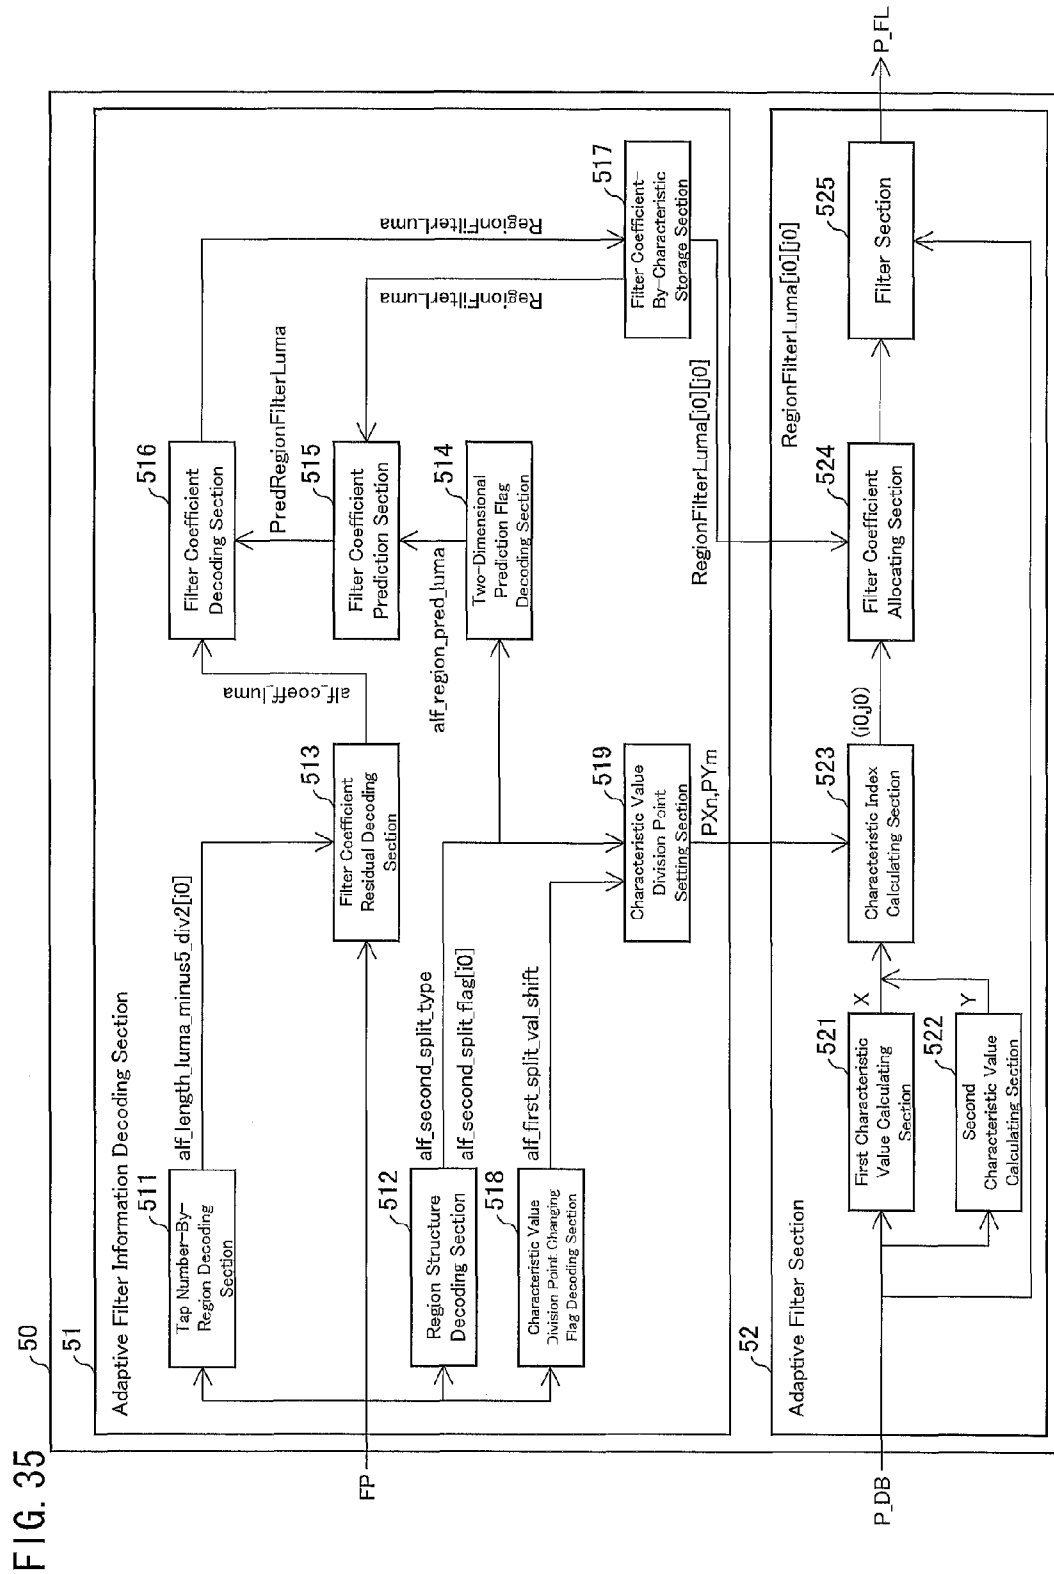 FIG. 35
50
51
Adaptive Filter Information Decoding Section
511
Tap Number-By-
Region Decoding
Section
alf_length_luma_minus5_div2[i0]
FP
512
Region Structure
Decoding Section
alf_second_split_type
alf_second_split_flag[i0]
518
Characteristic Value
Division Point Changing
Flag Decoding Section
alf_first_split_val_shift
513
Filter Coefficient
Residual Decoding
Section
alf_coeff_luma
519
Characteristic Value
Division Point
Setting Section
PXn,PYm
516
Filter Coefficient
Decoding Section
PredRegionFilterLuma
515
Filter Coefficient
Prediction Section
alf_region_pred_luma
514
Two-Dimensional
Prediction Flag
Decoding Section
RegionFilterLuma
RegionFilterLuma
517
Filter Coefficient-
By-Characteristic
Storage Section
RegionFilterLuma[i0][j0]
52
Adaptive Filter Section
P_DB
521
First Characteristic
Value Calculating
Section
X
522
Second
Characteristic Value
Calculating Section
Y
523
Characteristic Index
Calculating Section
(i0,j0)
524
Filter Coefficient
Allocating Section
RegionFilterLuma[i0][j0]
525
Filter Section
P_FL